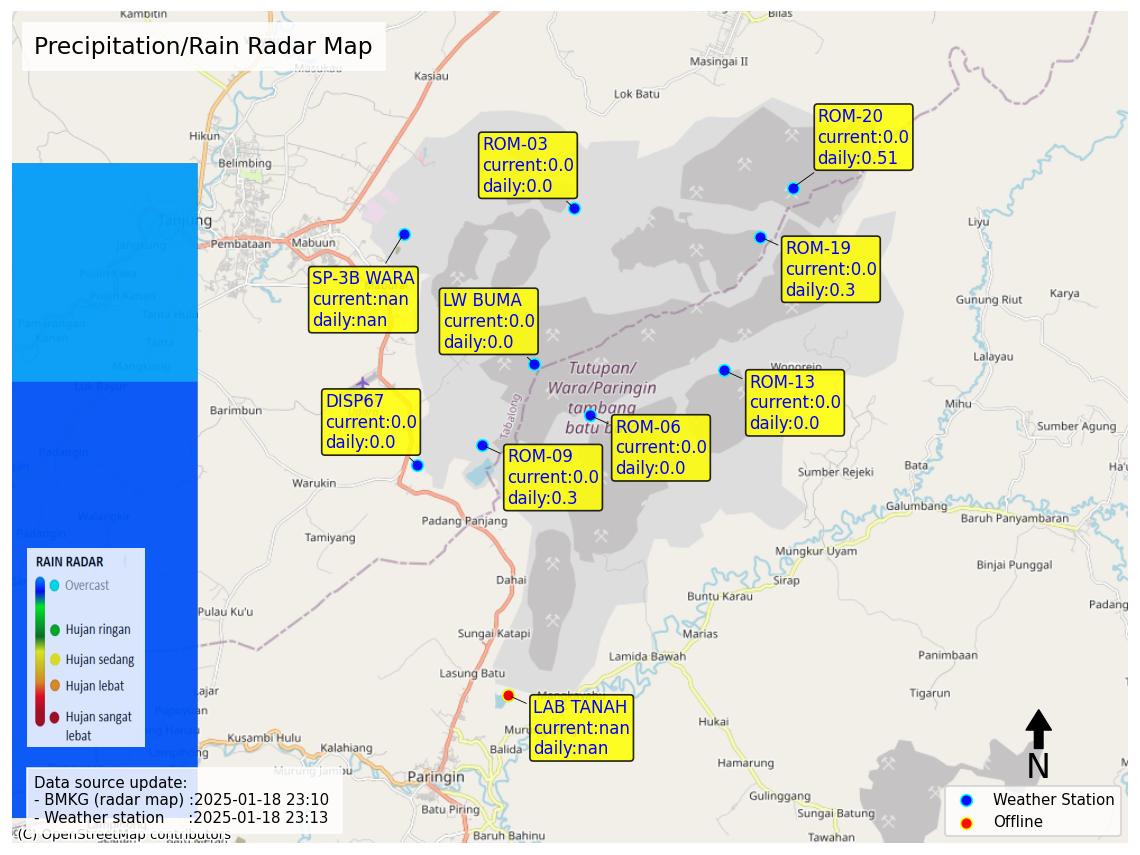 Kambitin
Bilas
Precipitation/Rain Radar Map
Masukau
Kasiau
Masingai II
Lok Batu
Hikun
Belimbing
ROM-03
current:0.0
daily:0.0
ROM-20
current:0.0
daily:0.51
Tanjung
Pembataan
Mabuun
Liyu
ROM-19
current:0.0
daily:0.3
SP-3B WARA
current:nan
daily:nan
LW BUMA
current:0.0
daily:0.0
Gunung Riut
Karya
Lalayau
Wonorejo
Tutupan/
Wara/Paringin
tambang
batu b
ROM-13
current:0.0
daily:0.0
DISP67
current:0.0
daily:0.0
Barimbun
Tabalong
ROM-06
current:0.0
daily:0.0
Mihu
Sumber Agung
ROM-09
current:0.0
daily:0.3
Bata
Sumber Rejeki
Warukin
Padang Panjang
Galumbang
Baruh Panyambaran
Tamiyang
Mungkur Uyam
Binjai Punggal
RAIN RADAR
Overcast
Hujan ringan
Hujan sedang
Hujan lebat
Hujan sangat
lebat
Dahai
Sirap
Buntu Karau
Padang
Pulau Ku'u
Sungai Katapi
Marias
Lamida Bawah
Panimbaan
Lasung Batu
Tigarun
LAB TANAH
current:nan
daily:nan
Hukai
Kusambi Hulu
Kalahiang
Balida
Murung Jambu
Paringin
Hamarung
N
Data source update:
- BMKG (radar map) :2025-01-18 23:10
- Weather station :2025-01-18 23:13
Batu Piring
Gulinggang
Sungai Batung
Weather Station
Offline
(C) OpenStreetMap contributors
Baruh Bahinu
Tawahan